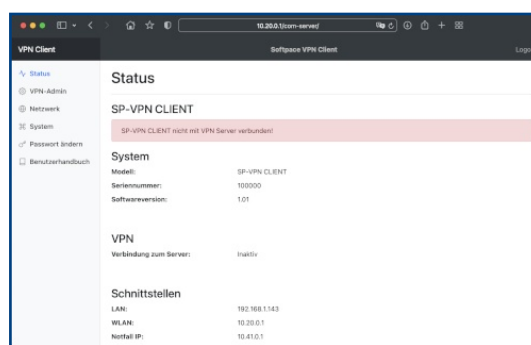 10.20.0.1/com-server/
VPN Client
Softpace VPN Client
Logo
Status
VPN-Admin
Netzwerk
System
Passwort ändern
Benutzerhandbuch
Status
SP-VPN CLIENT
SP-VPN CLIENT nicht mit VPN Server verbunden!
System
Modell: SP-VPN CLIENT
Seriennummer: 100000
Softwareversion: 1.01
VPN
Verbindung zum Server: Inaktiv
Schnittstellen
LAN: 192.168.1.143
WLAN: 10.20.0.1
Notfall IP: 10.41.0.1